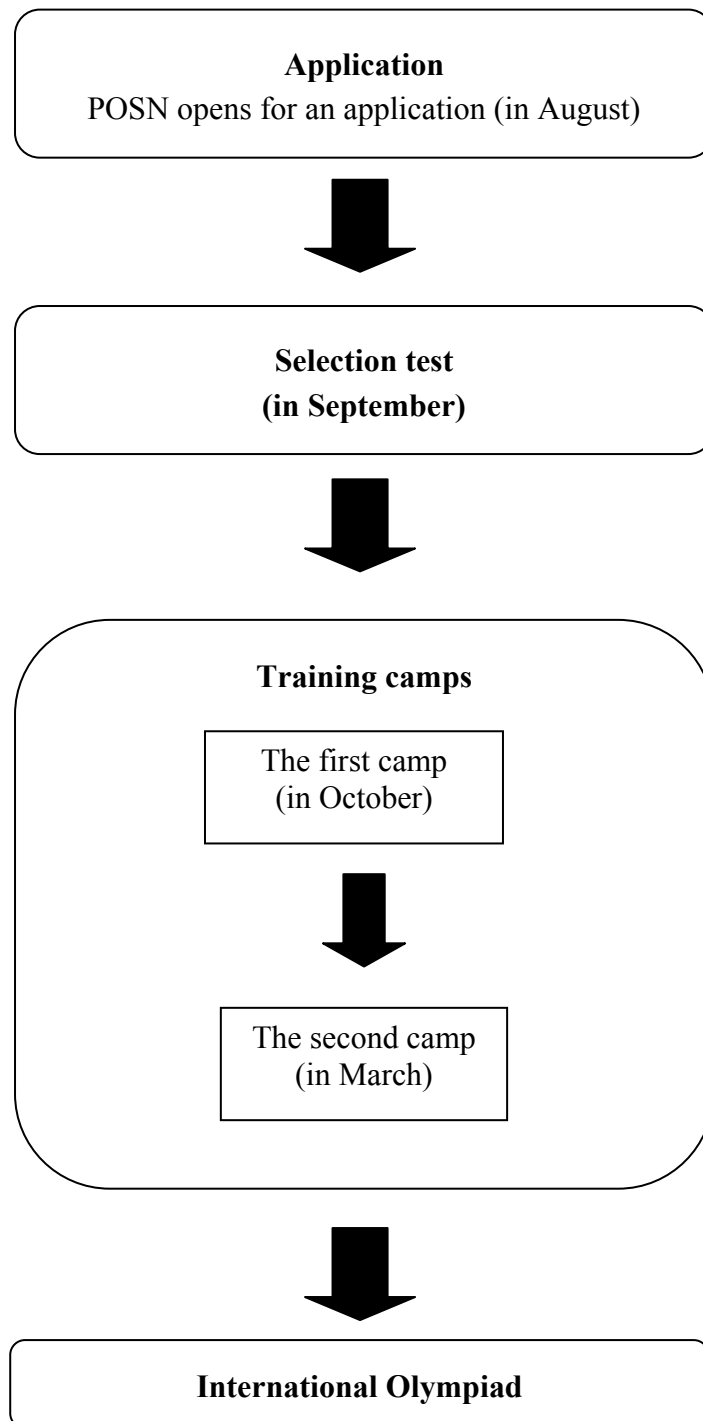 Application
POSN opens for an application (in August)
Selection test
(in September)
Training camps
The first camp
(in October)
The second camp
(in March)
International Olympiad